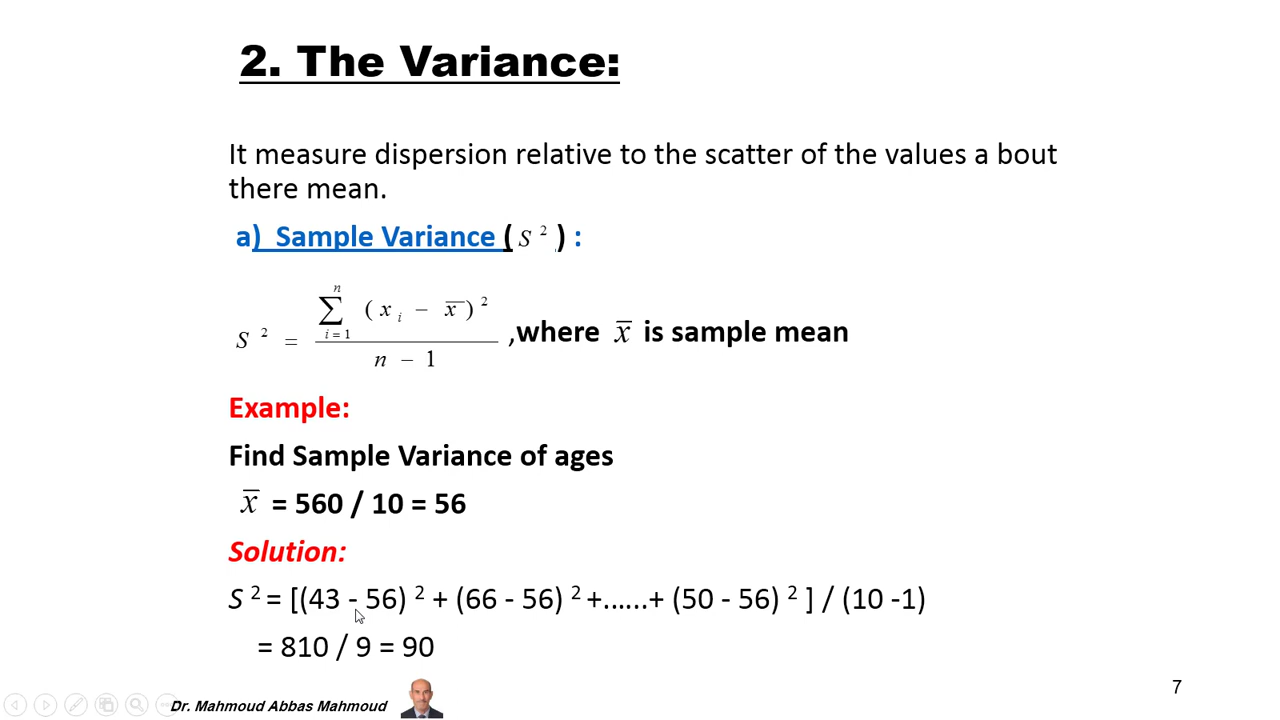 2. The Variance:
It measure dispersion relative to the scatter of the values a bout
there mean.
a) Sample Variance ( S ² ) :
S ² = \frac{\sum_{i=1}^{n} ( x_i − x̄ ) ²}{n − 1} ,where x̄ is sample mean
Example:
Find Sample Variance of ages
x̄ = 560 / 10 = 56
Solution:
S ² = [(43 - 56) ² + (66 - 56) ² +......+ (50 - 56) ² ] / (10 -1)
= 810 / 9 = 90
7
Dr. Mahmoud Abbas Mahmoud